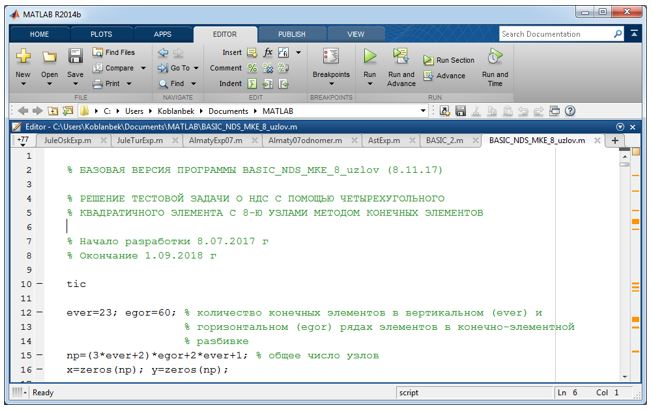 MATLAB R2014b
HOME PLOTS APPS EDITOR PUBLISH VIEW Search Documentation
Find Files Insert fx
New Open Save Compare Go To Comment Breakpoints Run Run and Advance Run Section Run and Time
Print Find Indent Advance
FILE NAVIGATE EDIT BREAKPOINTS RUN
C: Users Koblanbek Documents MATLAB
Editor - C:\Users\Koblanbek\Documents\MATLAB\BASIC_NDS_MKE_8_uzlov.m
+77 JuleOskExp.m JuleTurExp.m AlmatyExp07.m Almaty07odnomer.m AstExp.m BASIC_2.m BASIC_NDS_MKE_8_uzlov.m
1
2 % БАЗОВАЯ ВЕРСИЯ ПРОГРАММЫ BASIC_NDS_MKE_8_uzlov (8.11.17)
3
4 % РЕШЕНИЕ ТЕСТОВОЙ ЗАДАЧИ О НДС С ПОМОЩЬЮ ЧЕТЫРЕХУГОЛЬНОГО
5 % КВАДРАТИЧНОГО ЭЛЕМЕНТА С 8-Ю УЗЛАМИ МЕТОДОМ КОНЕЧНЫХ ЭЛЕМЕНТОВ
6
7 % Начало разработки 8.07.2017 г
8 % Окончание 1.09.2018 г
9
10 – tic
11
12 – ever=23; egor=60; % количество конечных элементов в вертикальном (ever) и
13 % горизонтальном (egor) рядах элементов в конечно-элементной
14 % разбивке
15 – np=(3*ever+2)*egor+2*ever+1; % общее число узлов
16 – x=zeros(np); y=zeros(np);
Ready script Ln 6 Col 1